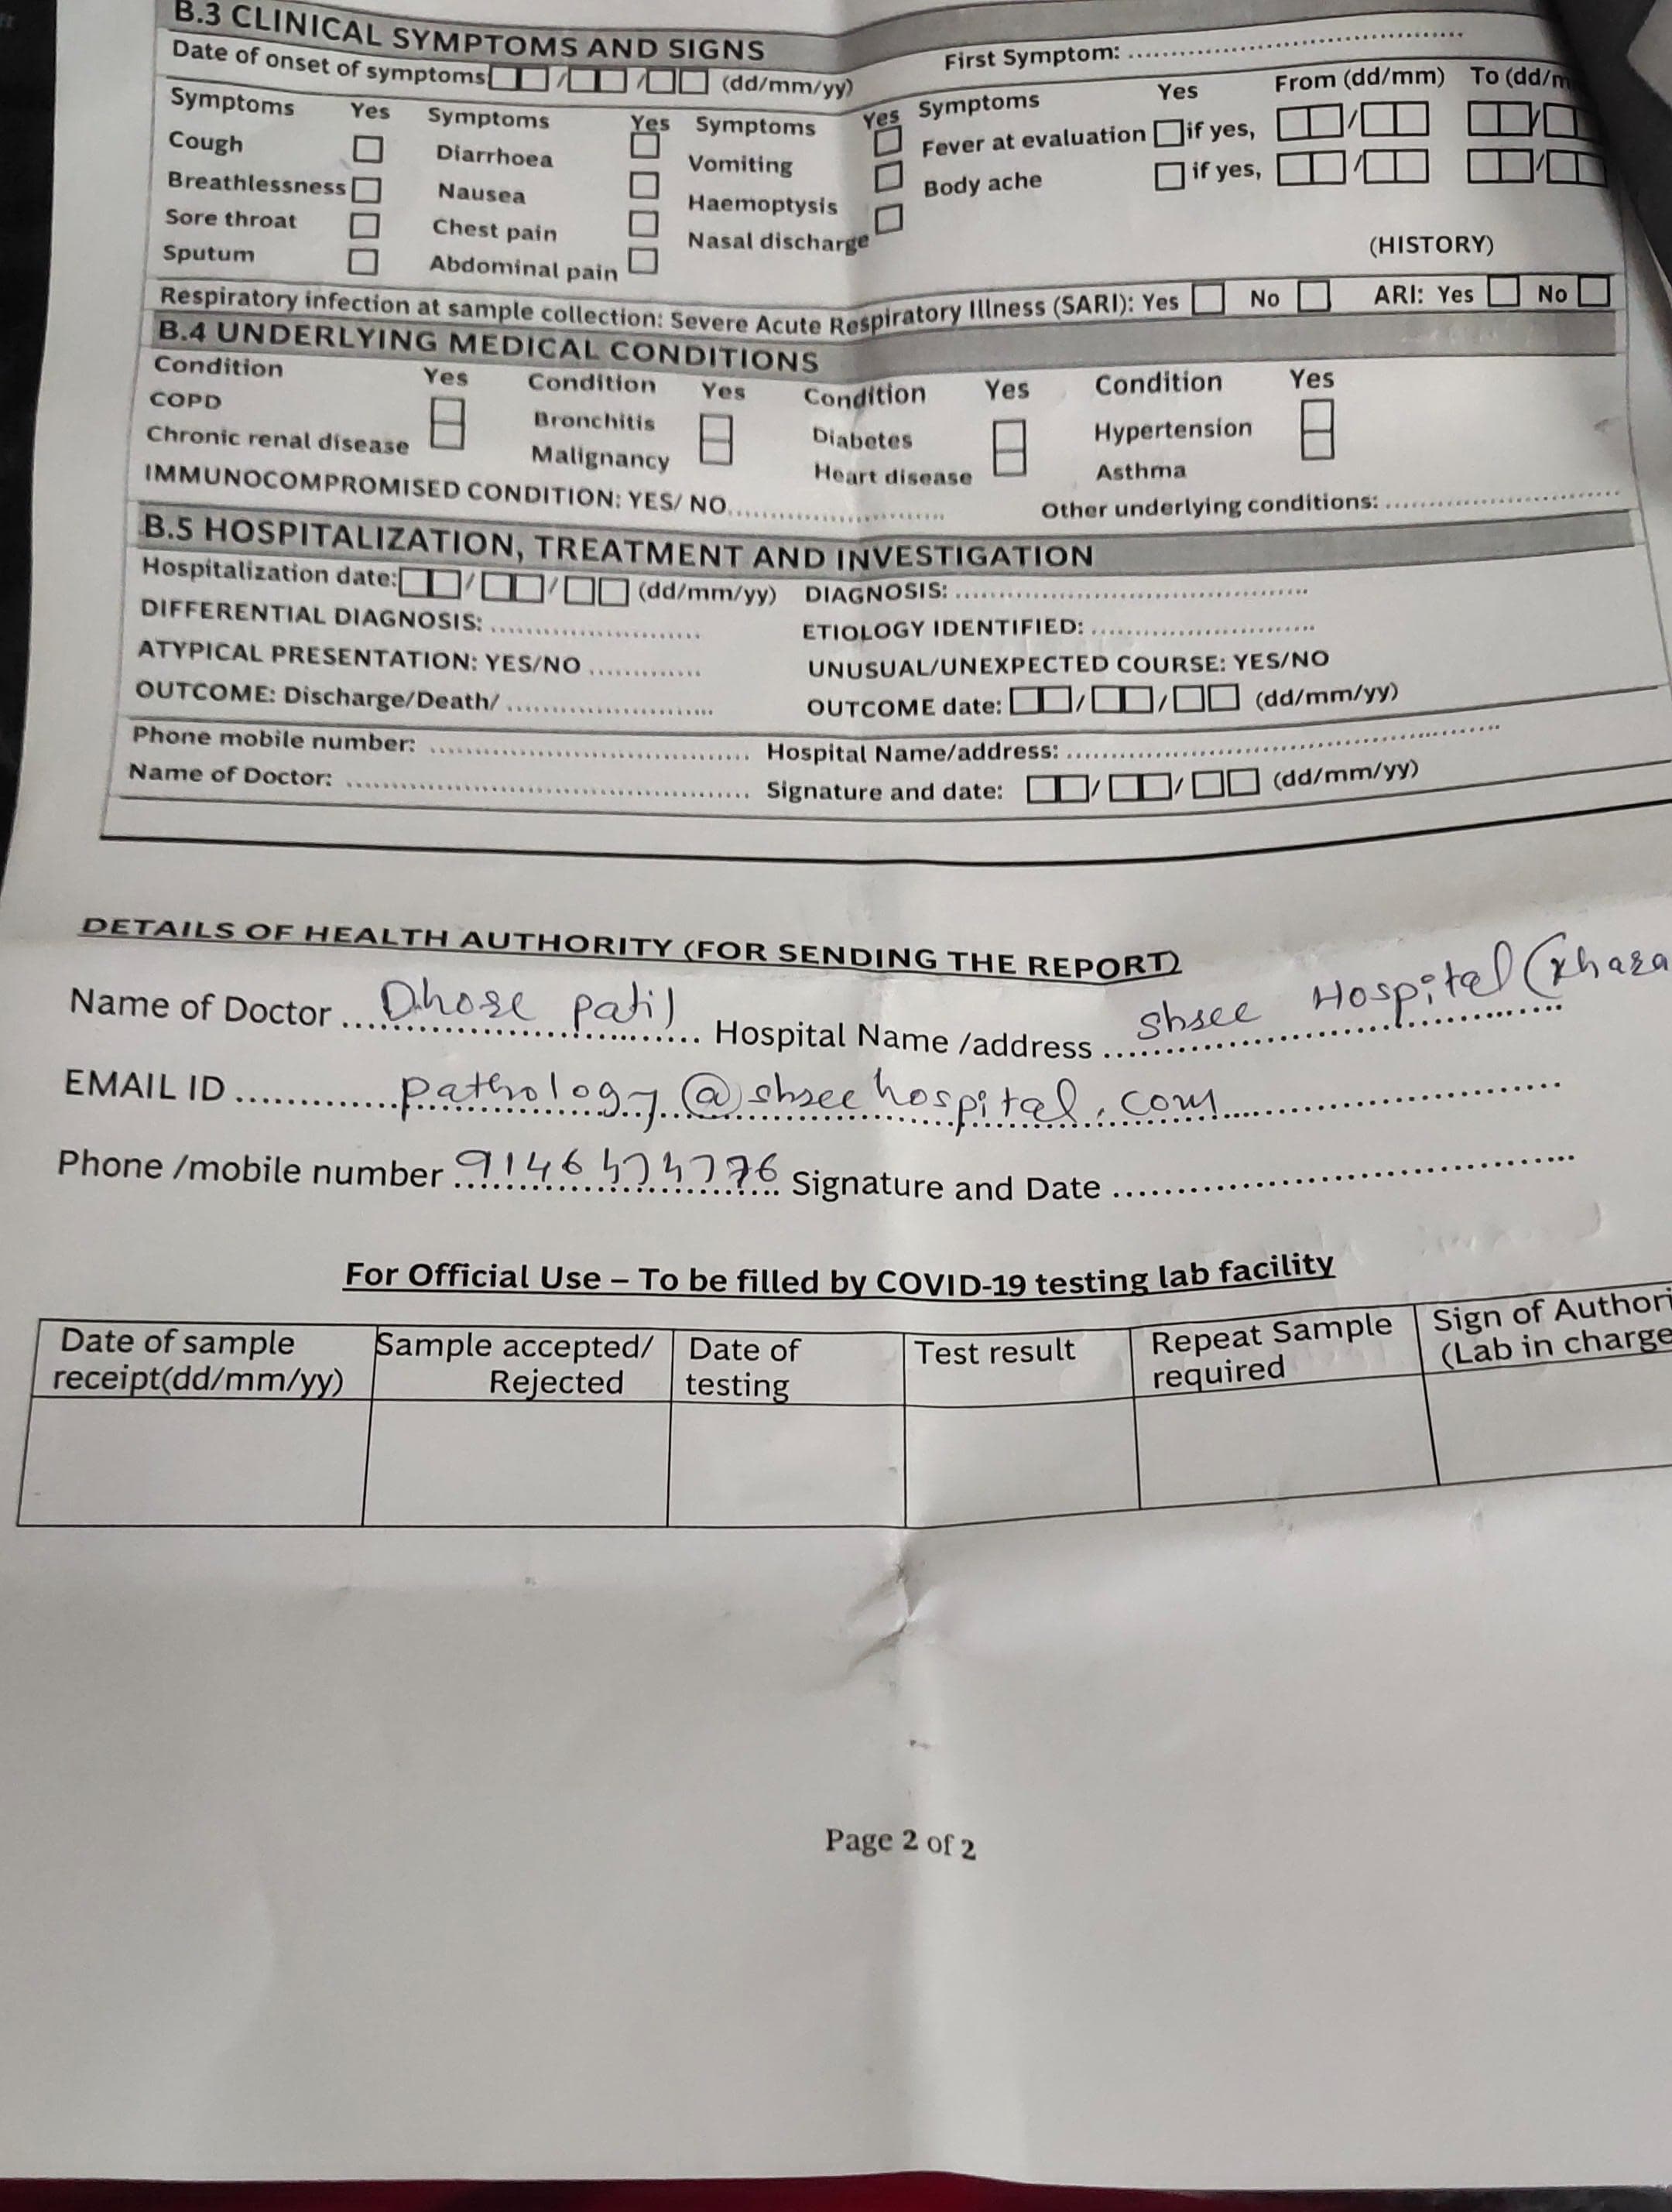 B.3 CLINICAL SYMPTOMS AND SIGNS
Date of onset of symptoms: / / (dd/mm/yy) First Symptom: ........................................
Symptoms Yes Symptoms Yes Symptoms Yes Symptoms Yes From (dd/mm) To (dd/m
Cough Diarrhoea Vomiting Fever at evaluation if yes, / /
Breathlessness Nausea Haemoptysis Body ache if yes, / /
Sore throat Chest pain Nasal discharge
Sputum Abdominal pain (HISTORY)
Respiratory infection at sample collection: Severe Acute Respiratory Illness (SARI): Yes No ARI: Yes No
B.4 UNDERLYING MEDICAL CONDITIONS
Condition Yes Condition Yes Condition Yes Condition Yes
COPD Bronchitis Diabetes Hypertension
Chronic renal disease Malignancy Heart disease Asthma
IMMUNOCOMPROMISED CONDITION: YES/ NO......................... Other underlying conditions: ...........................
B.5 HOSPITALIZATION, TREATMENT AND INVESTIGATION
Hospitalization date: / / (dd/mm/yy) DIAGNOSIS: ..........................................
DIFFERENTIAL DIAGNOSIS: ......................... ETIOLOGY IDENTIFIED: ...........................
ATYPICAL PRESENTATION: YES/NO ............. UNUSUAL/UNEXPECTED COURSE: YES/NO
OUTCOME: Discharge/Death/ ........................ OUTCOME date: / / (dd/mm/yy)
Phone mobile number: ..................................... Hospital Name/address: ..................................................
Name of Doctor: ............................................... Signature and date: / / (dd/mm/yy)
DETAILS OF HEALTH AUTHORITY (FOR SENDING THE REPORT)
Name of Doctor Dhose patil Hospital Name /address shsee Hospital
EMAIL ID pathology@shseehospital.com
Phone /mobile number Signature and Date .....................................
For Official Use – To be filled by COVID-19 testing lab facility
Date of sample receipt(dd/mm/yy) Sample accepted/ Rejected Date of testing Test result Repeat Sample required Sign of Authori (Lab in charge
Page 2 of 2